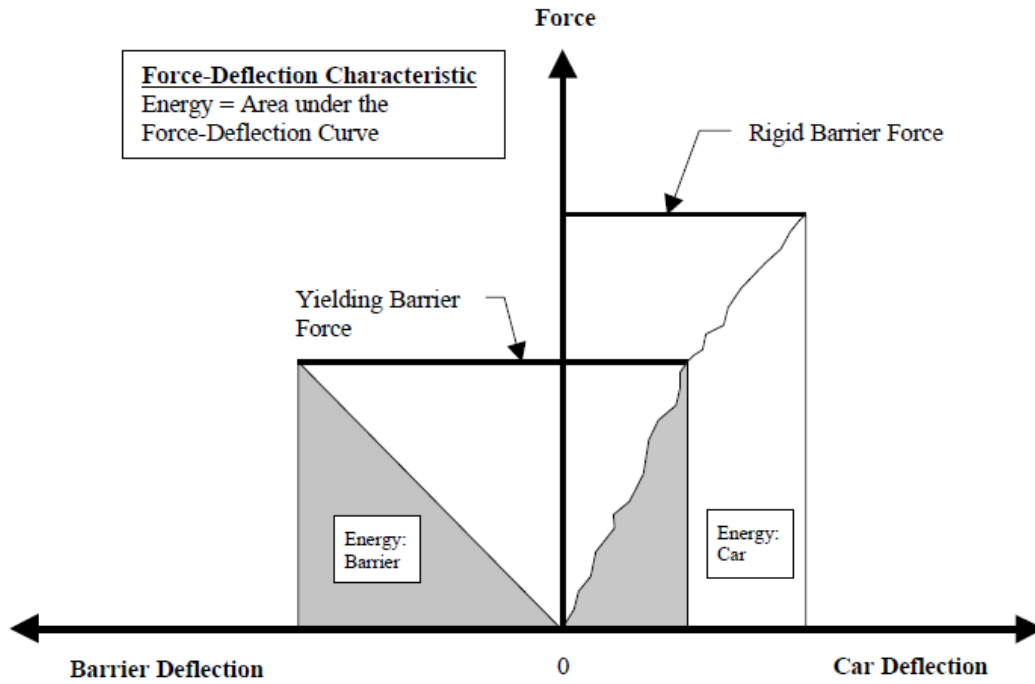 Force
Force-Deflection Characteristic
Energy = Area under the
Force-Deflection Curve
Rigid Barrier Force
Yielding Barrier
Force
Energy:
Barrier
Energy:
Car
Barrier Deflection
0
Car Deflection